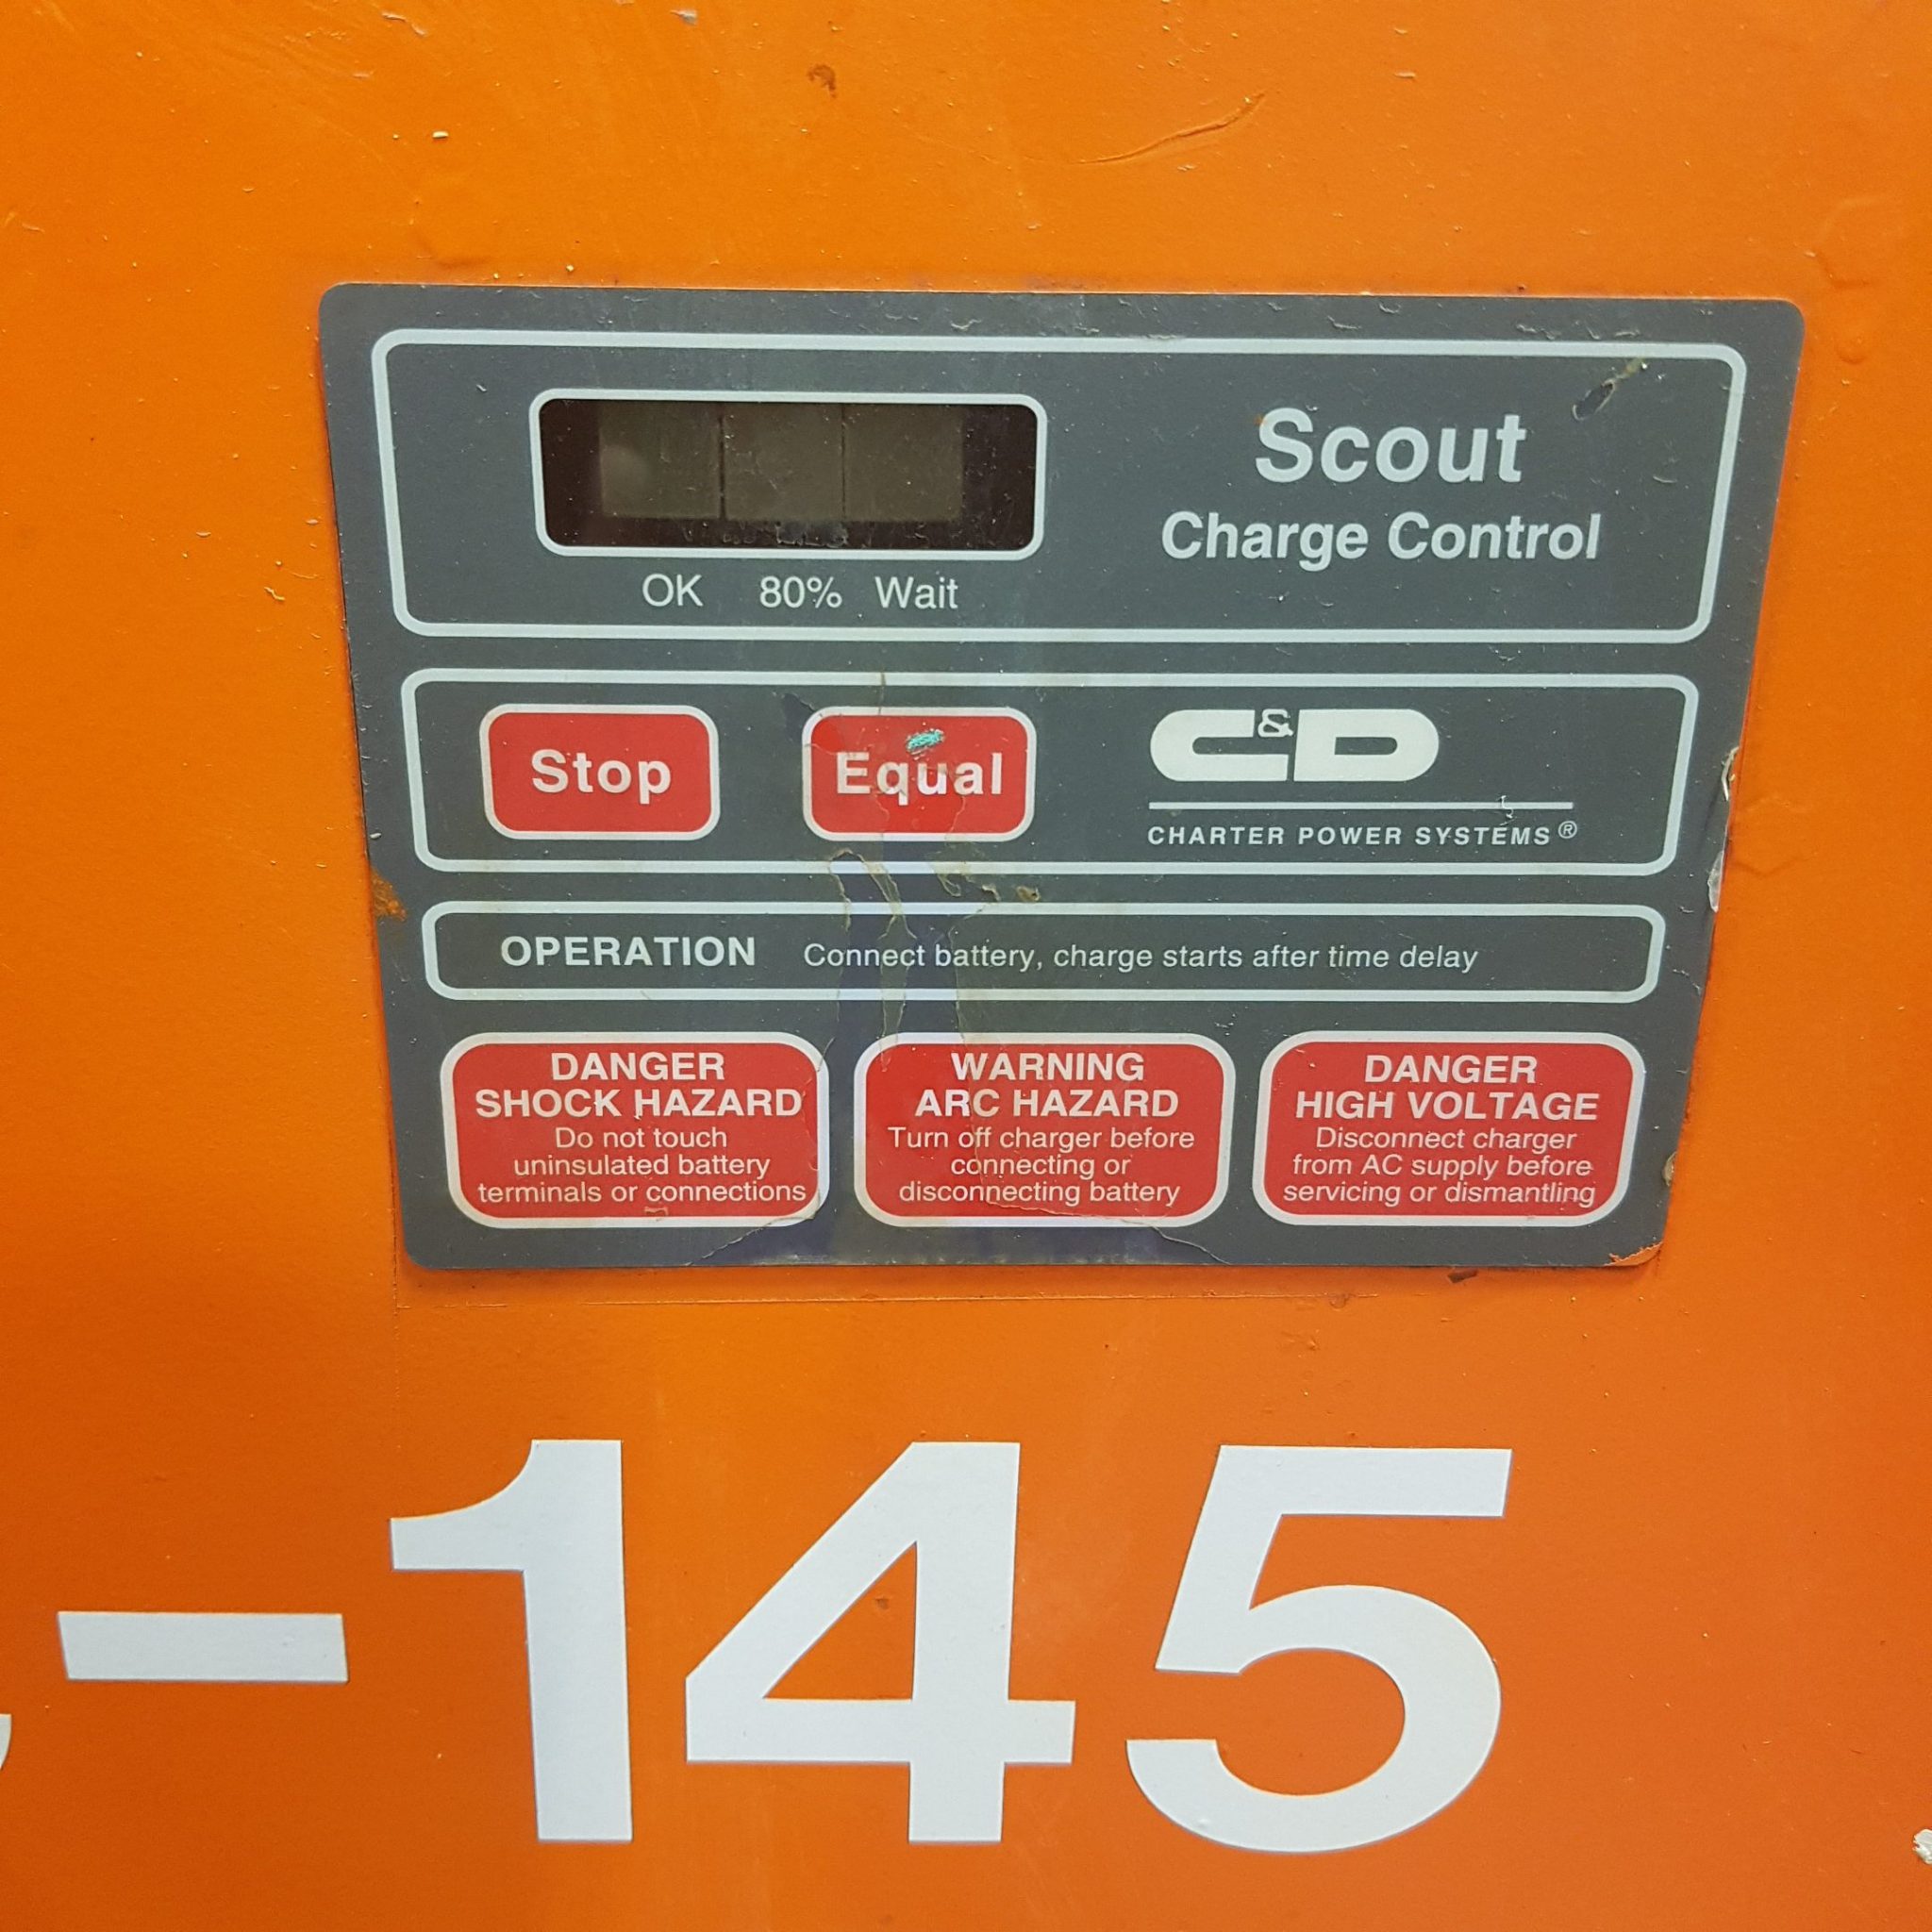 Scout
Charge Control
OK 80% Wait
Stop Equal C&D
CHARTER POWER SYSTEMS®
OPERATION Connect battery, charge starts after time delay
DANGER
SHOCK HAZARD
Do not touch
uninsulated battery
terminals or connections
WARNING
ARC HAZARD
Turn off charger before
connecting or
disconnecting battery
DANGER
HIGH VOLTAGE
Disconnect charger
from AC supply before
servicing or dismantling
-145